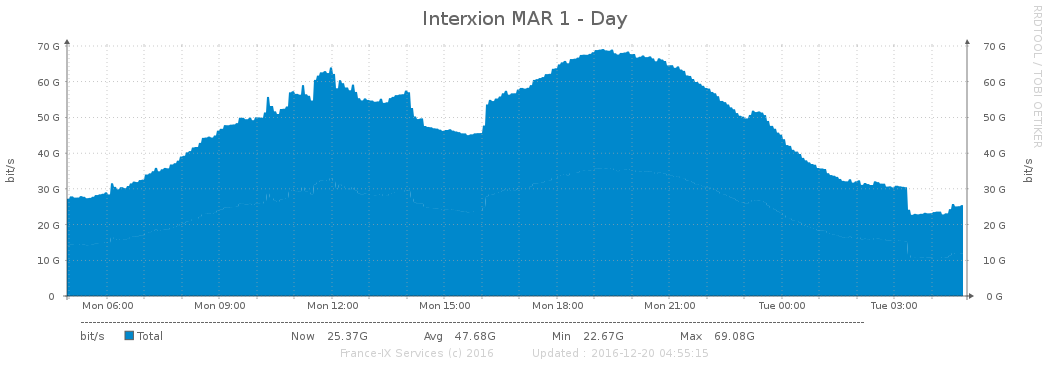 Interxion MAR 1 - Day
RRDTOOL / TOBI OETIKER
bit/s
70 G 70 G
60 G 60 G
50 G 50 G
40 G 40 G
30 G 30 G
20 G 20 G
10 G 10 G
0 0 G
bit/s
Mon 06:00 Mon 09:00 Mon 12:00 Mon 15:00 Mon 18:00 Mon 21:00 Tue 00:00 Tue 03:00
bit/s Total Now 25.37G Avg 47.68G Min 22.67G Max 69.08G
France-IX Services (c) 2016 Updated : 2016-12-20 04:55:15